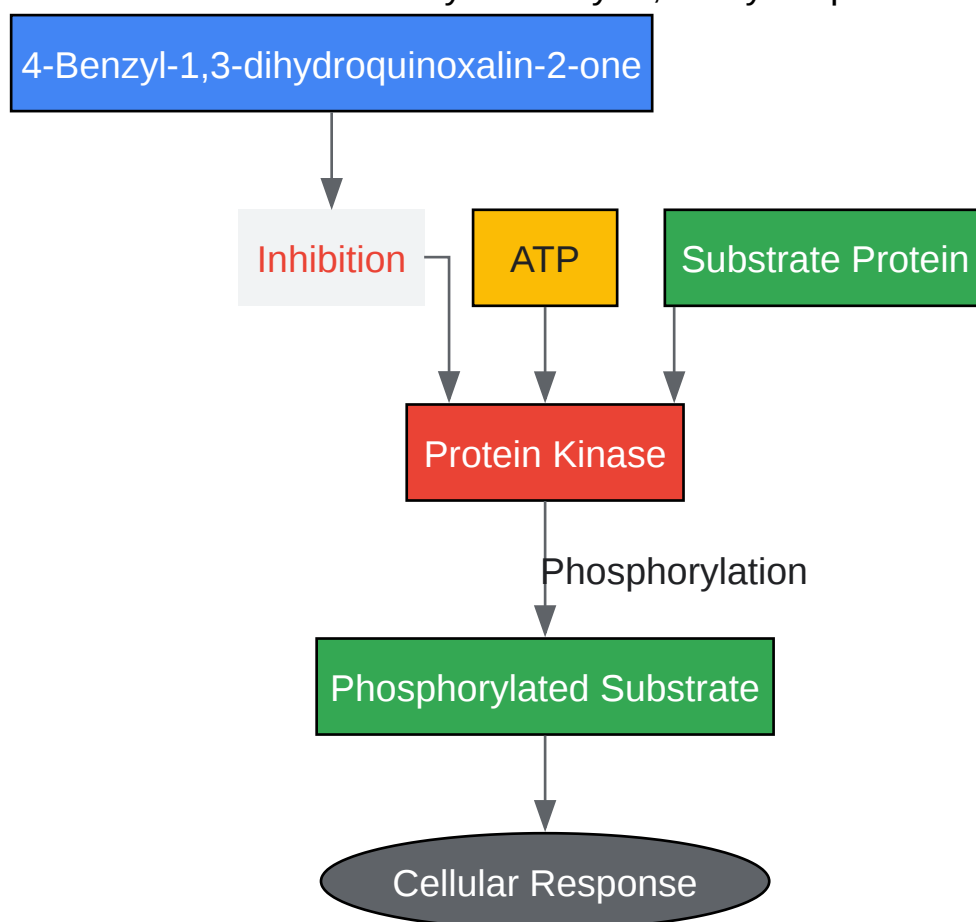 4-Benzyl-1,3-dihydroquinoxalin-2-one
Inhibition
ATP
Substrate Protein
Protein Kinase
Phosphorylation
Phosphorylated Substrate
Cellular Response